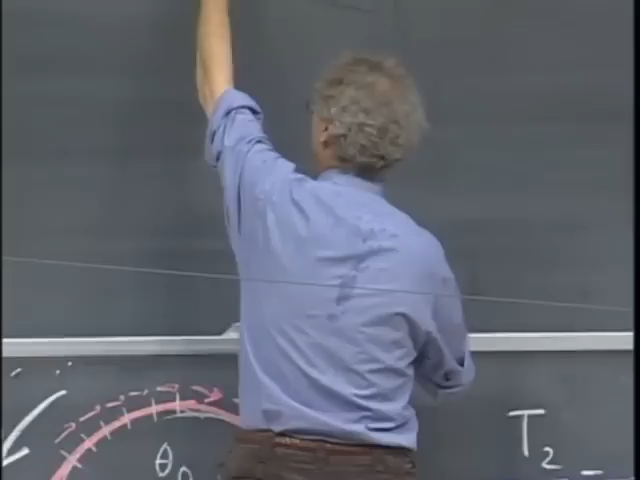 θ₀
T₂ =